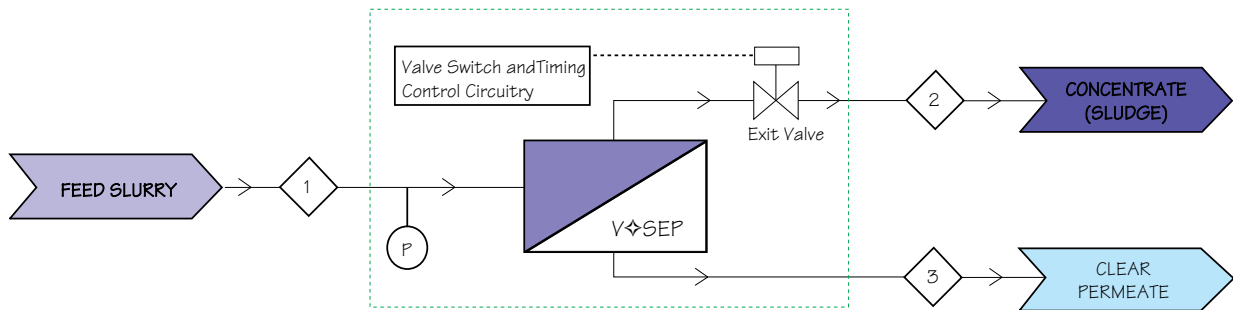 Valve Switch andTiming
Control Circuitry
Exit Valve
2
CONCENTRATE
(SLUDGE)
FEED SLURRY
1
P
V✧SEP
3
CLEAR
PERMEATE